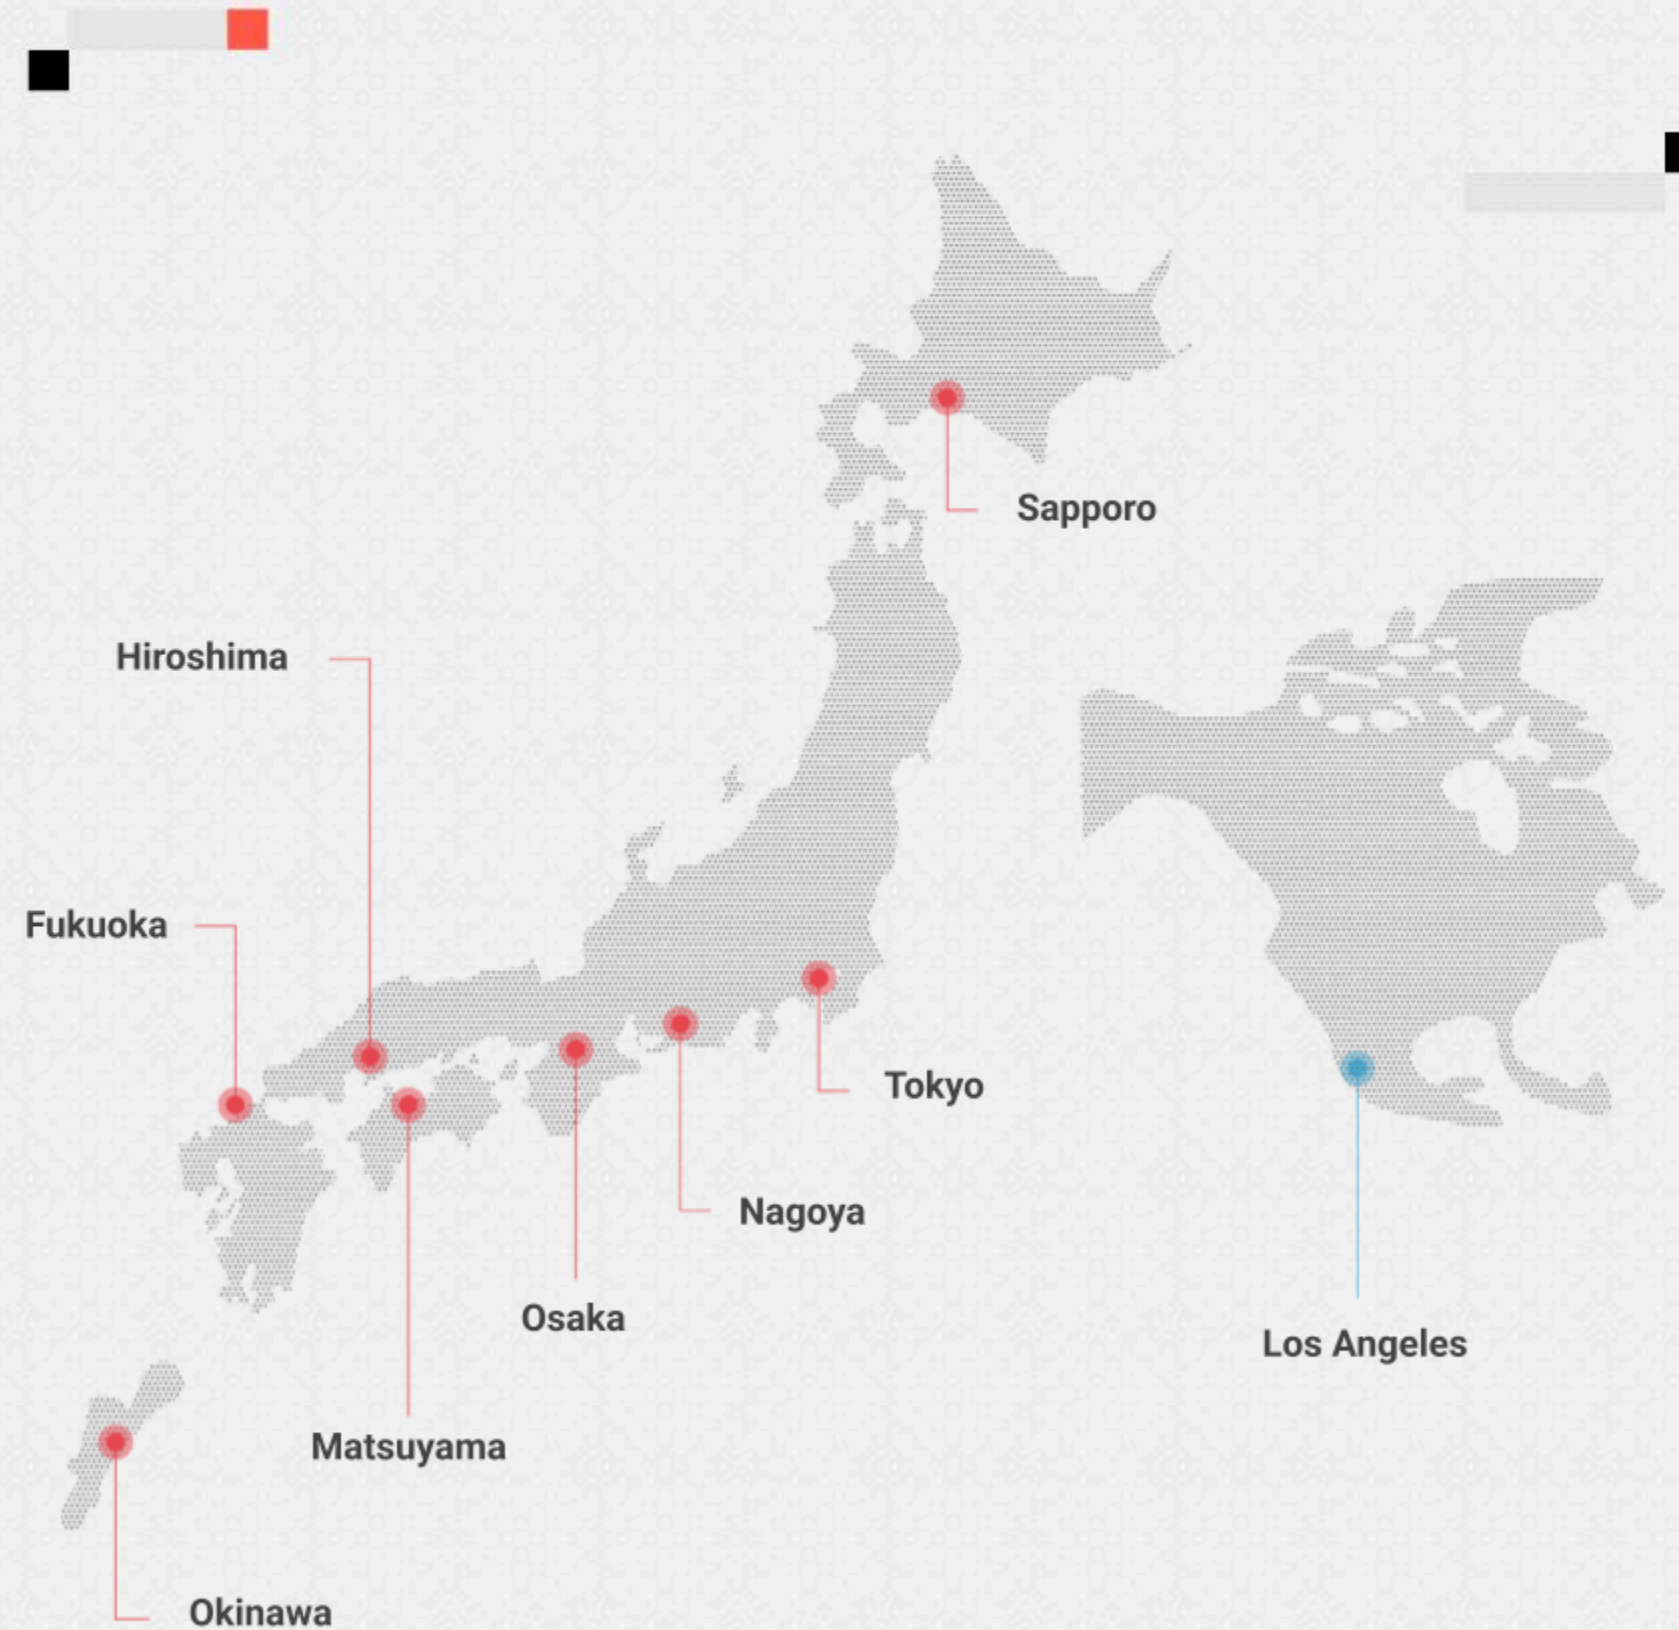 Sapporo
Hiroshima
Fukuoka
Tokyo
Nagoya
Osaka
Los Angeles
Matsuyama
Okinawa